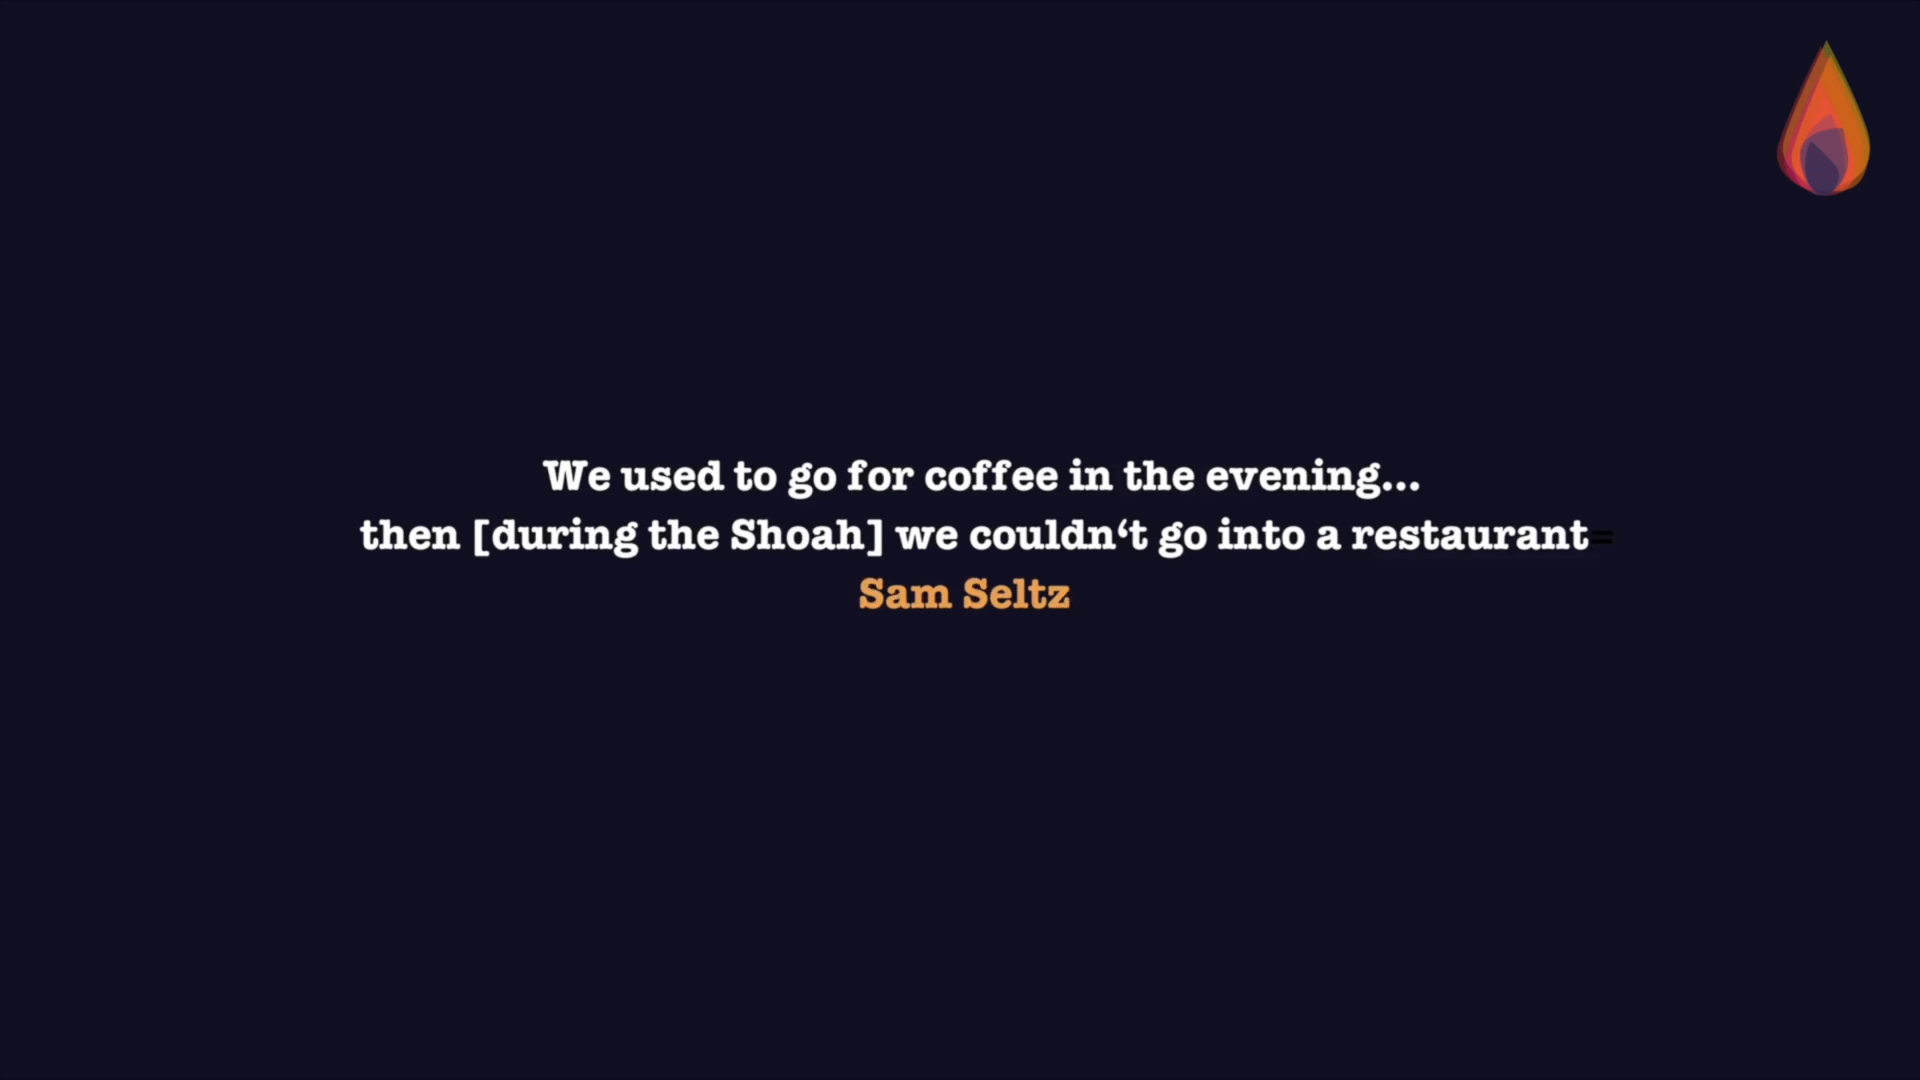 We used to go for coffee in the evening...
then [during the Shoah] we couldn‘t go into a restaurant=
Sam Seltz